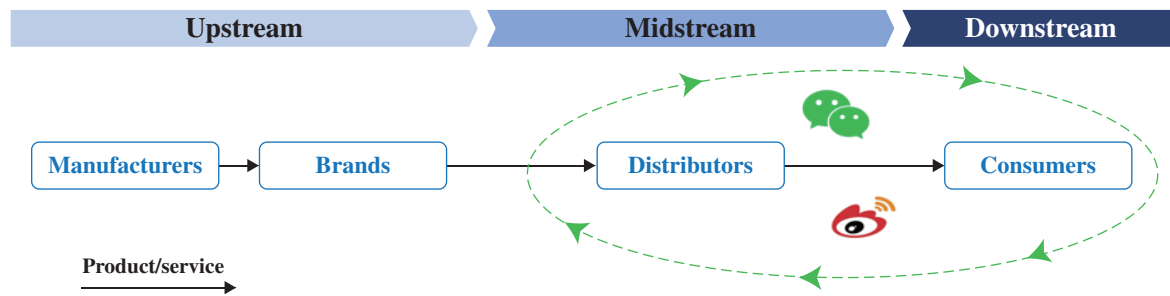 Upstream
Midstream
Downstream
Manufacturers
Brands
Distributors
Consumers
Product/service